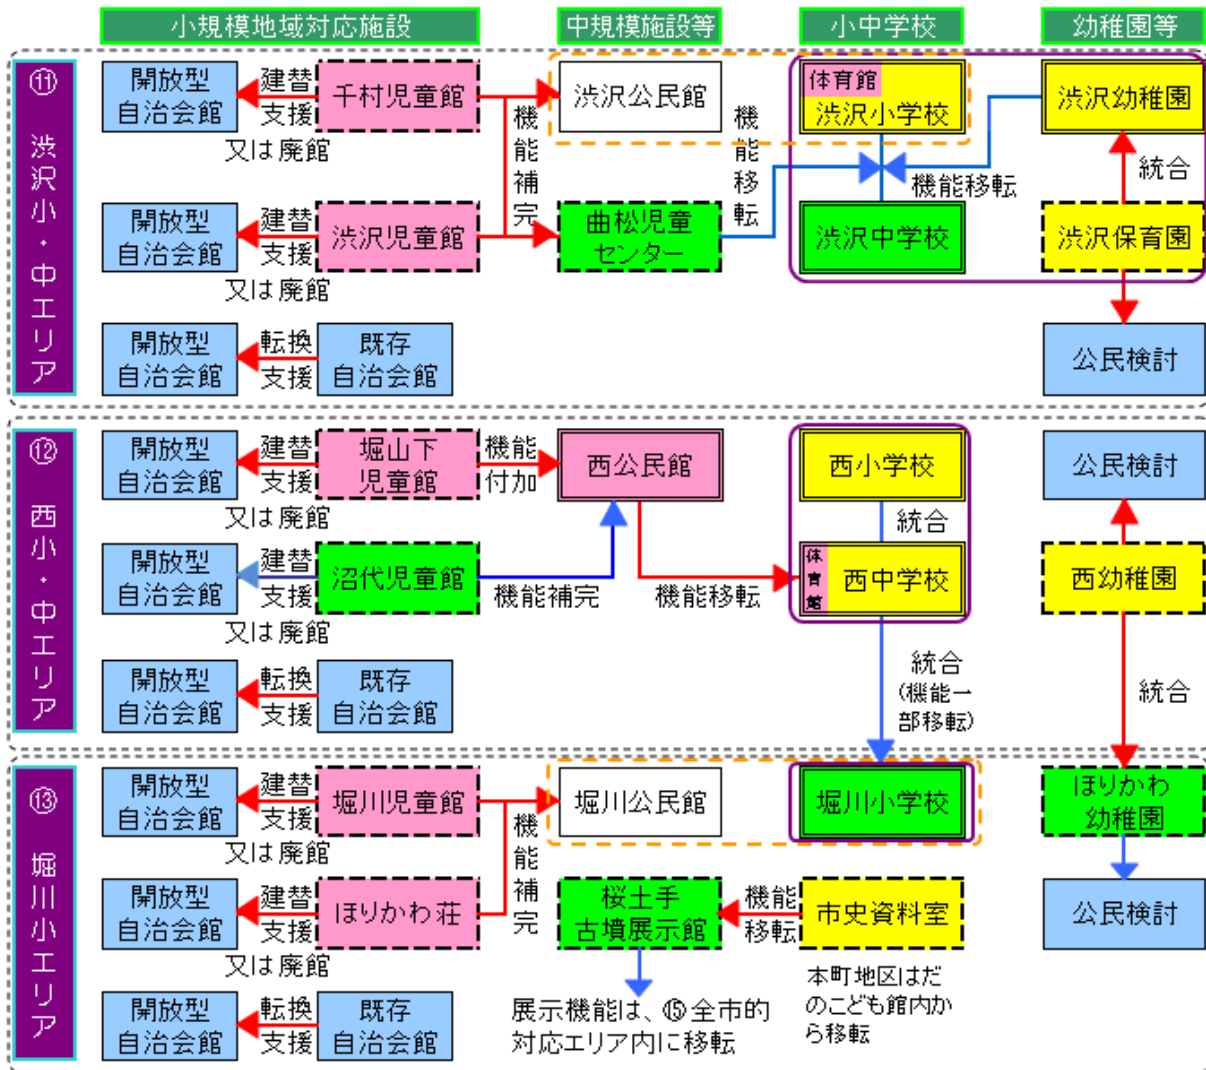 小規模地域対応施設
中規模施設等
小中学校
幼稚園等
⑪ 渋沢小・中エリア
開放型
自治会館
建替
支援
又は廃館
千村児童館
機能補完
渋沢公民館
機能移転
体育館
渋沢小学校
渋沢幼稚園
機能移転
統合
開放型
自治会館
建替
支援
又は廃館
渋沢児童館
曲松児童
センター
渋沢中学校
渋沢保育園
開放型
自治会館
転換
支援
既存
自治会館
公民検討
⑫ 西小・中エリア
開放型
自治会館
建替
支援
又は廃館
堀山下
児童館
機能
付加
西公民館
西小学校
統合
公民検討
開放型
自治会館
建替
支援
又は廃館
沼代児童館
機能補完
機能移転
体育館
西中学校
西幼稚園
開放型
自治会館
転換
支援
既存
自治会館
統合
(機能一
部移転)
統合
⑬ 堀川小エリア
開放型
自治会館
建替
支援
又は廃館
堀川児童館
機能補完
堀川公民館
堀川小学校
ほりかわ
幼稚園
開放型
自治会館
建替
支援
又は廃館
ほりかわ荘
桜土手
古墳展示館
機能
移転
市史資料室
公民検討
開放型
自治会館
転換
支援
既存
自治会館
展示機能は、⑮全市的
対応エリア内に移転
本町地区はだ
のこども館内か
ら移転